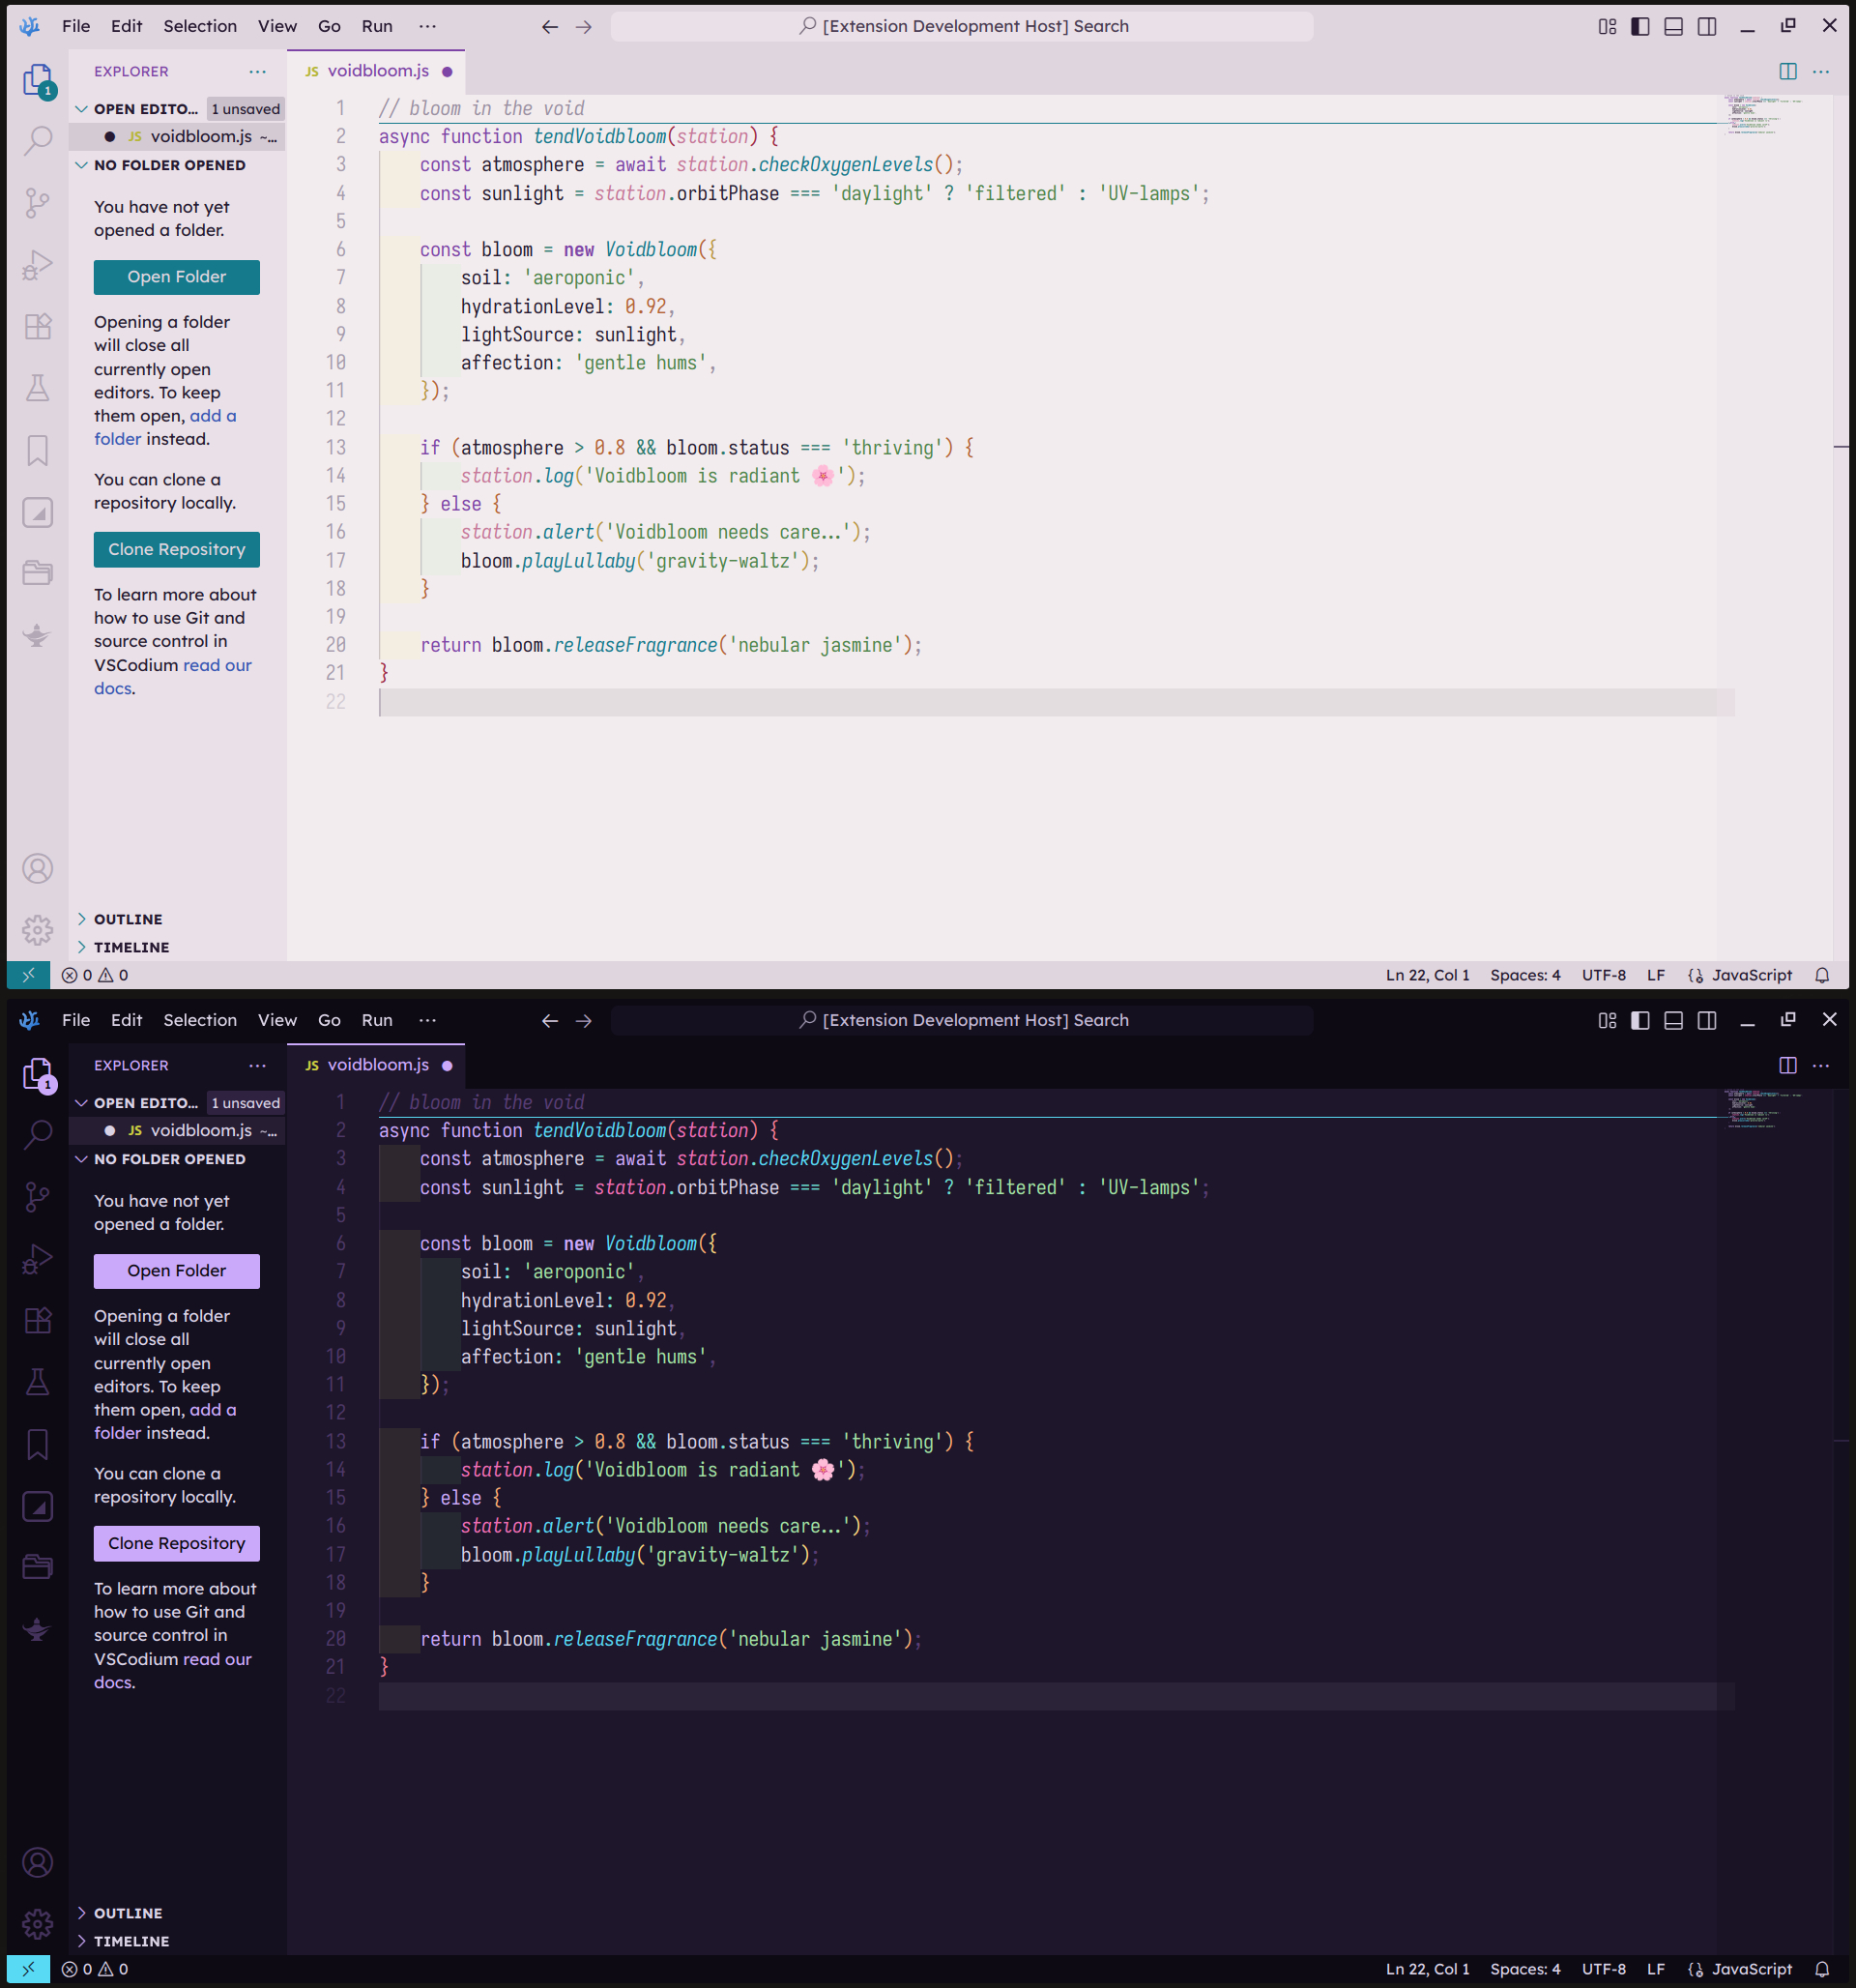 File Edit Selection View Go Run ··· [Extension Development Host] Search
EXPLORER ···
OPEN EDITO... 1 unsaved
JS voidbloom.js ~...
NO FOLDER OPENED
You have not yet
opened a folder.
Open Folder
Opening a folder
will close all
currently open
editors. To keep
them open, add a
folder instead.
You can clone a
repository locally.
Clone Repository
To learn more about
how to use Git and
source control in
VSCodium read our
docs.
OUTLINE
TIMELINE
1
JS voidbloom.js
1 // bloom in the void
2 async function tendVoidbloom(station) {
3     const atmosphere = await station.checkOxygenLevels();
4     const sunlight = station.orbitPhase === 'daylight' ? 'filtered' : 'UV-lamps';
5
6     const bloom = new Voidbloom({
7         soil: 'aeroponic',
8         hydrationLevel: 0.92,
9         lightSource: sunlight,
10         affection: 'gentle hums',
11     });
12
13     if (atmosphere > 0.8 && bloom.status === 'thriving') {
14         station.log('Voidbloom is radiant 🌸');
15     } else {
16         station.alert('Voidbloom needs care...');
17         bloom.playLullaby('gravity-waltz');
18     }
19
20     return bloom.releaseFragrance('nebular jasmine');
21 }
22
0 0 Ln 22, Col 1 Spaces: 4 UTF-8 LF JavaScript
File Edit Selection View Go Run ··· [Extension Development Host] Search
EXPLORER ···
OPEN EDITO... 1 unsaved
JS voidbloom.js ~...
NO FOLDER OPENED
You have not yet
opened a folder.
Open Folder
Opening a folder
will close all
currently open
editors. To keep
them open, add a
folder instead.
You can clone a
repository locally.
Clone Repository
To learn more about
how to use Git and
source control in
VSCodium read our
docs.
OUTLINE
TIMELINE
1
JS voidbloom.js
1 // bloom in the void
2 async function tendVoidbloom(station) {
3     const atmosphere = await station.checkOxygenLevels();
4     const sunlight = station.orbitPhase === 'daylight' ? 'filtered' : 'UV-lamps';
5
6     const bloom = new Voidbloom({
7         soil: 'aeroponic',
8         hydrationLevel: 0.92,
9         lightSource: sunlight,
10         affection: 'gentle hums',
11     });
12
13     if (atmosphere > 0.8 && bloom.status === 'thriving') {
14         station.log('Voidbloom is radiant 🌸');
15     } else {
16         station.alert('Voidbloom needs care...');
17         bloom.playLullaby('gravity-waltz');
18     }
19
20     return bloom.releaseFragrance('nebular jasmine');
21 }
22
0 0 Ln 22, Col 1 Spaces: 4 UTF-8 LF JavaScript